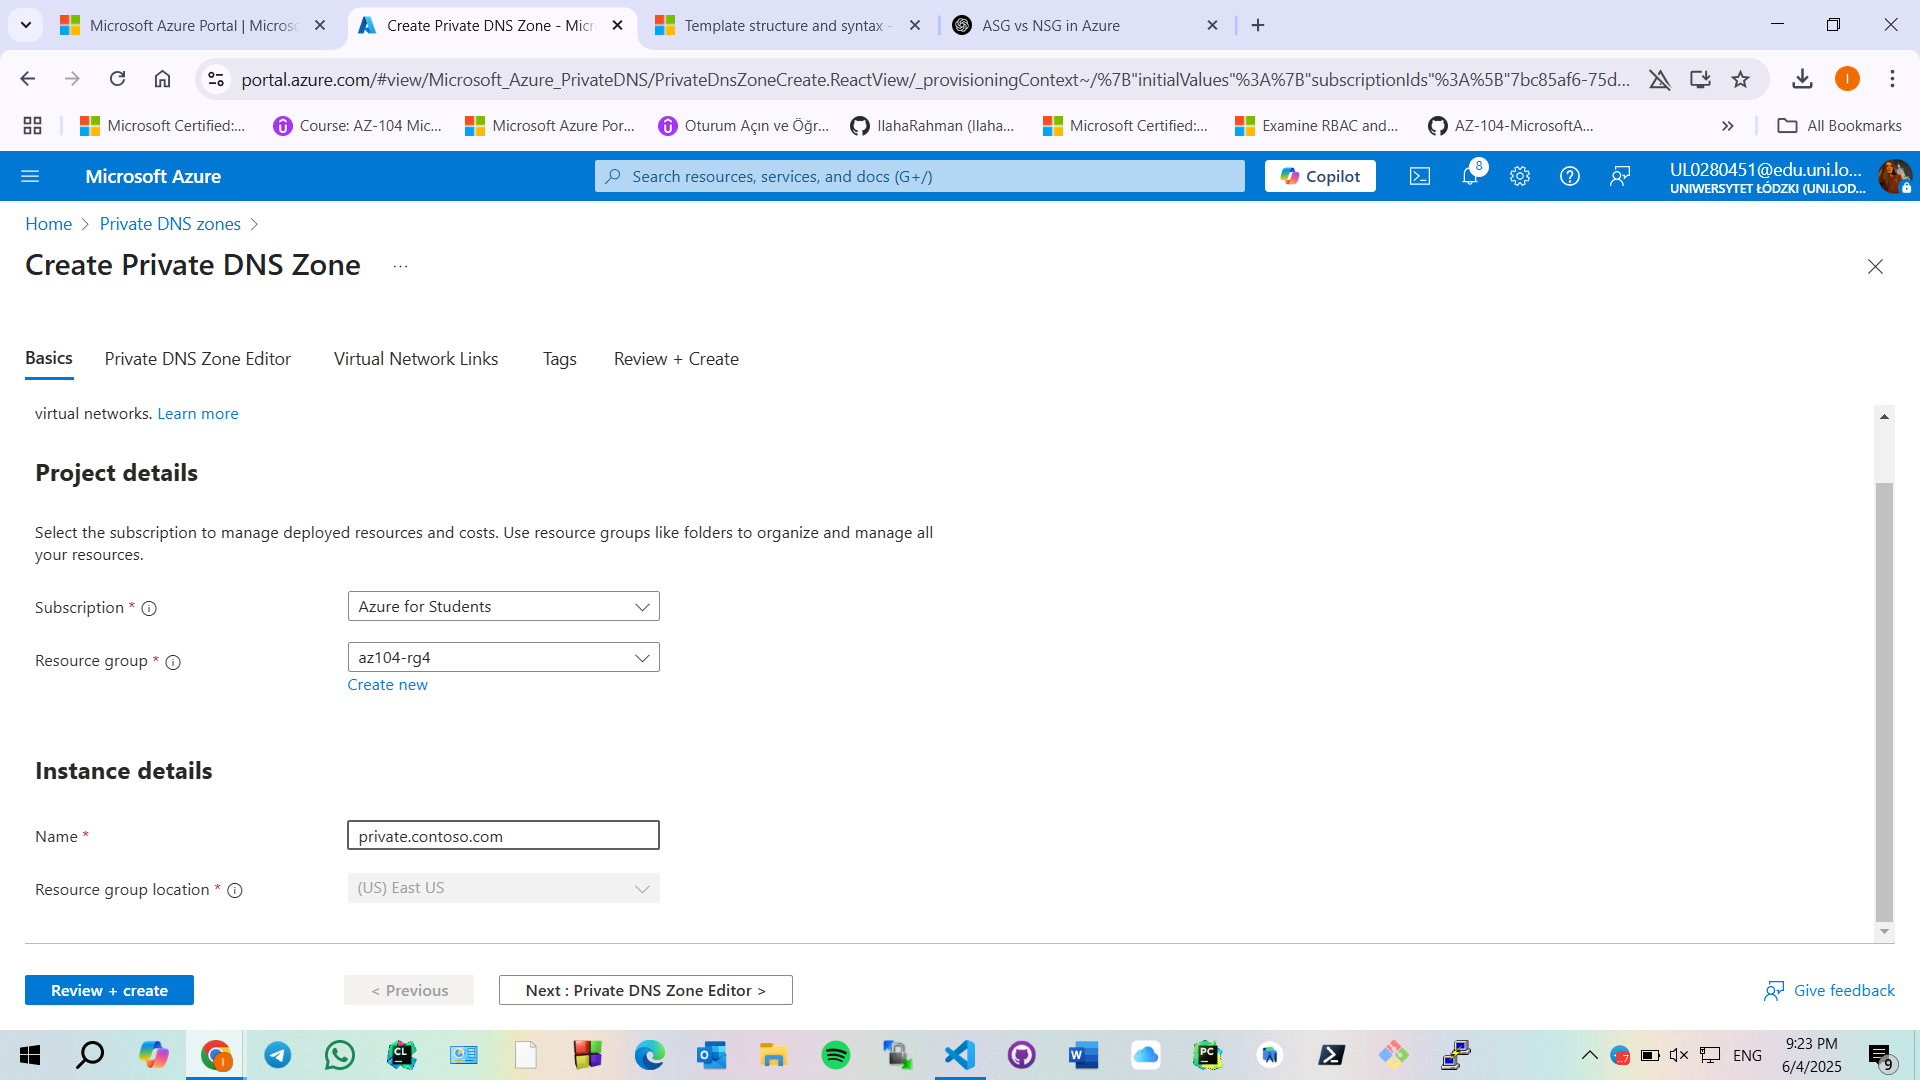 Microsoft Azure Portal | Microso
Create Private DNS Zone - Micr
Template structure and syntax -
ASG vs NSG in Azure
portal.azure.com/#view/Microsoft_Azure_PrivateDNS/PrivateDnsZoneCreate.ReactView/_provisioningContext~/%7B"initialValues"%3A%7B"subscriptionIds"%3A%5B"7bc85af6-75d...
I
Microsoft Certified:...
Course: AZ-104 Mic...
Microsoft Azure Por...
Oturum Açın ve Öğr...
IlahaRahman (Ilaha...
Microsoft Certified:...
Examine RBAC and...
AZ-104-MicrosoftA...
All Bookmarks
Microsoft Azure
Search resources, services, and docs (G+/)
Copilot
8
UL0280451@edu.uni.lo...
UNIWERSYTET ŁÓDZKI (UNI.LOD...
Home > Private DNS zones >
Create Private DNS Zone ...
Basics
Private DNS Zone Editor
Virtual Network Links
Tags
Review + Create
virtual networks. Learn more
Project details
Select the subscription to manage deployed resources and costs. Use resource groups like folders to organize and manage all
your resources.
Subscription *
Azure for Students
Resource group *
az104-rg4
Create new
Instance details
Name *
private.contoso.com
Resource group location *
(US) East US
Review + create
< Previous
Next : Private DNS Zone Editor >
Give feedback
ENG
9:23 PM
6/4/2025
9